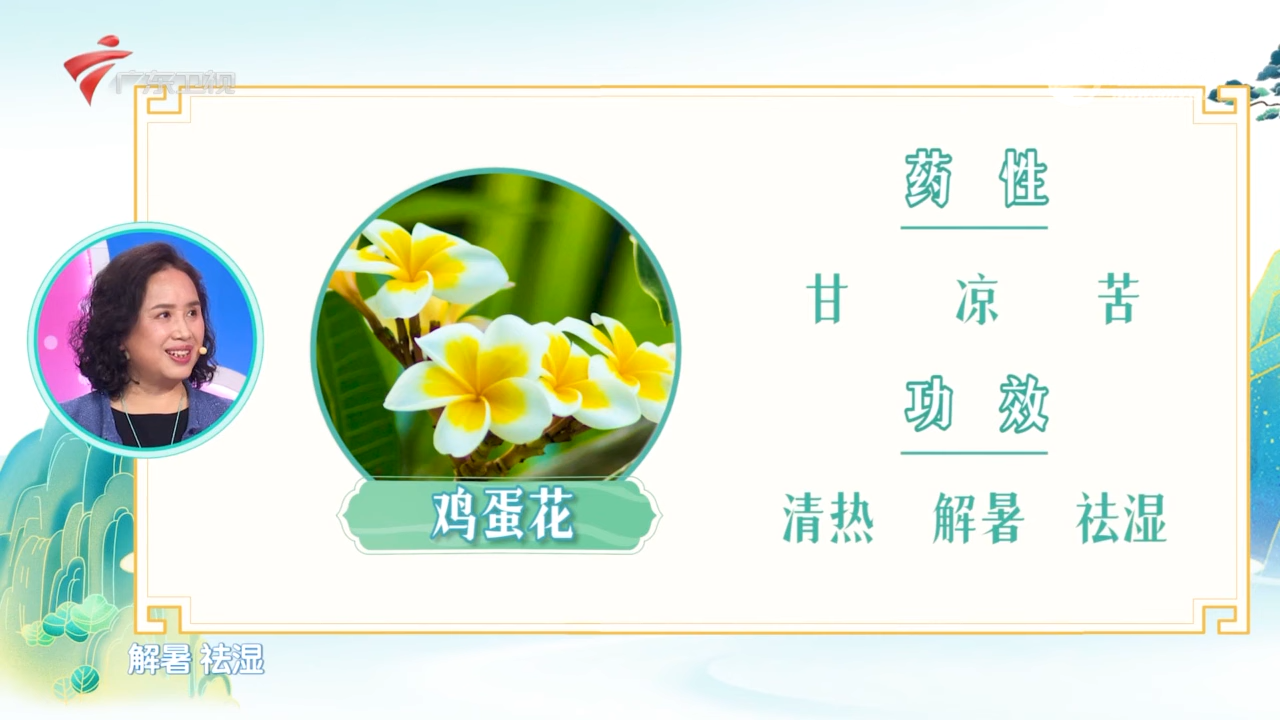 广东卫视
药 性
甘 凉 苦
功 效
清热 解暑 祛湿
鸡蛋花
解暑 祛湿